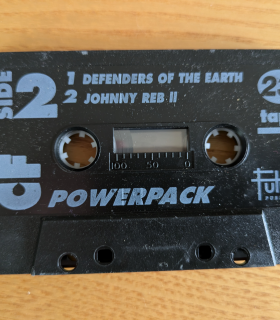 SIDE 2
1 DEFENDERS OF THE EARTH
2 JOHNNY REB II
CF
100 50 0
POWERPACK